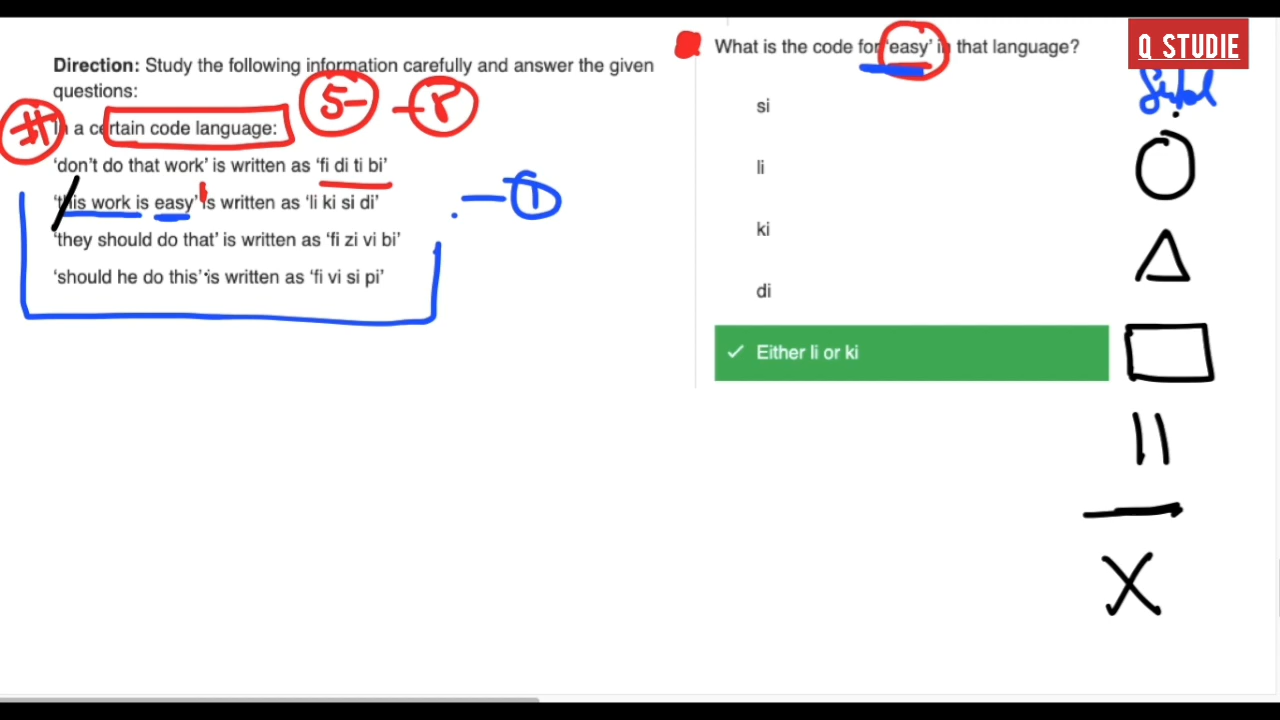 Direction: Study the following information carefully and answer the given
questions:
In a certain code language:
‘don’t do that work’ is written as ‘fi di ti bi’
‘this work is easy’ is written as ‘li ki si di’
‘they should do that’ is written as ‘fi zi vi bi’
‘should he do this’ is written as ‘fi vi si pi’
5-
-8
1
What is the code for ‘easy’ in that language?
si
li
ki
di
Either li or ki
Q STUDIE
X